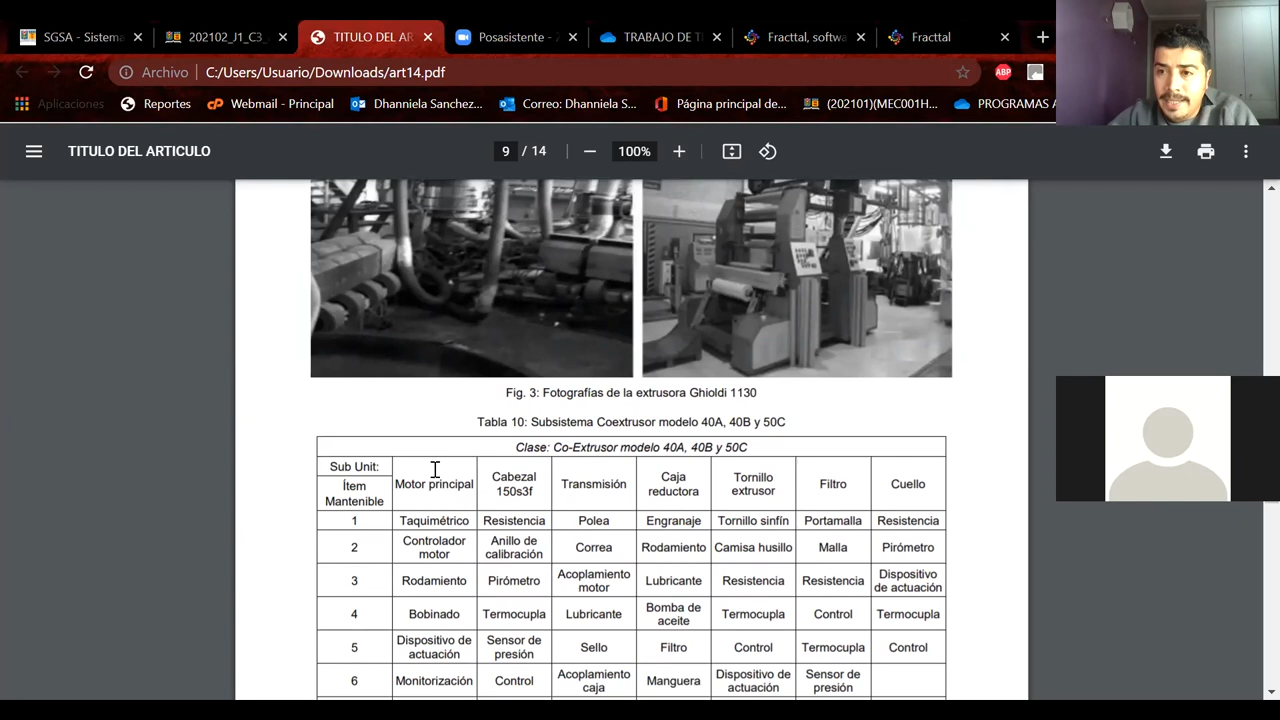 SGSA - Sistema
202102_J1_C3_
TITULO DEL AR
Posasistente -
TRABAJO DE T
Fracttal, softwa
Fracttal
Archivo
C:/Users/Usuario/Downloads/art14.pdf
ABP
Aplicaciones
Reportes
Webmail - Principal
Dhanniela Sanchez...
Correo: Dhanniela S...
Página principal de...
(202101)(MEC001H...
PROGRAMAS A
TITULO DEL ARTICULO
9 / 14
100%
Fig. 3: Fotografías de la extrusora Ghioldi 1130
Tabla 10: Subsistema Coextrusor modelo 40A, 40B y 50C
Clase: Co-Extrusor modelo 40A, 40B y 50C
Sub Unit:
Ítem Mantenible
Motor principal
Cabezal 150s3f
Transmisión
Caja reductora
Tornillo extrusor
Filtro
Cuello
1 Taquimétrico Resistencia Polea Engranaje Tornillo sinfín Portamalla Resistencia
2 Controlador motor Anillo de calibración Correa Rodamiento Camisa husillo Malla Pirómetro
3 Rodamiento Pirómetro Acoplamiento motor Lubricante Resistencia Resistencia Dispositivo de actuación
4 Bobinado Termocupla Lubricante Bomba de aceite Termocupla Control Termocupla
5 Dispositivo de actuación Sensor de presión Sello Filtro Control Termocupla Control
6 Monitorización Control Acoplamiento caja Manguera Dispositivo de actuación Sensor de presión